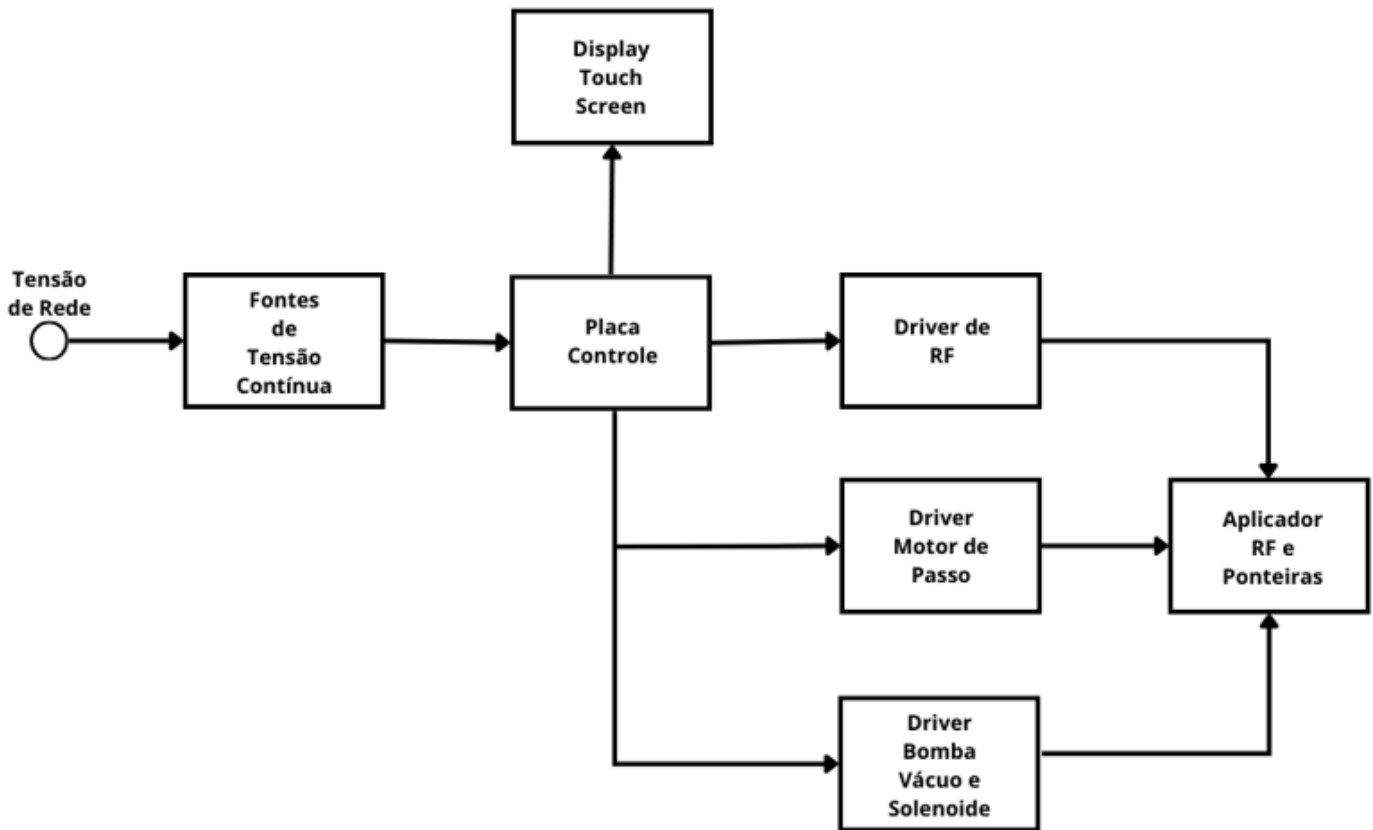 Display
Touch
Screen
Tensão
de Rede
Fontes
de
Tensão
Contínua
Placa
Controle
Driver de
RF
Driver
Motor de
Passo
Aplicador
RF e
Ponteiras
Driver
Bomba
Vácuo e
Solenoide